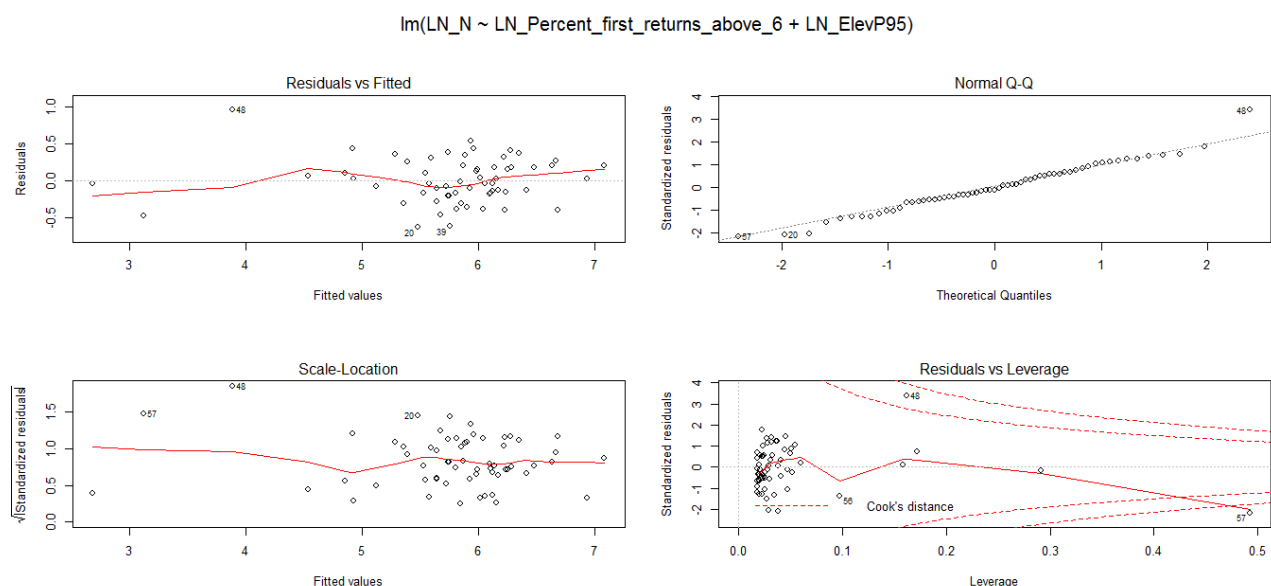 lm(LN_N ~ LN_Percent_first_returns_above_6 + LN_ElevP95)
Residuals vs Fitted
Residuals
1.0
0.5
0.0
-0.5
48
20
39
3 4 5 6 7
Fitted values
Normal Q-Q
Standardized residuals
4
3
2
1
0
-1
-2
48
57
20
-2 -1 0 1 2
Theoretical Quantiles
Scale-Location
√|Standardized residuals|
1.5
1.0
0.5
0.0
48
57
20
3 4 5 6 7
Fitted values
Residuals vs Leverage
Standardized residuals
4
3
2
1
0
-1
-2
48
56
Cook's distance
57
0.0 0.1 0.2 0.3 0.4 0.5
Leverage